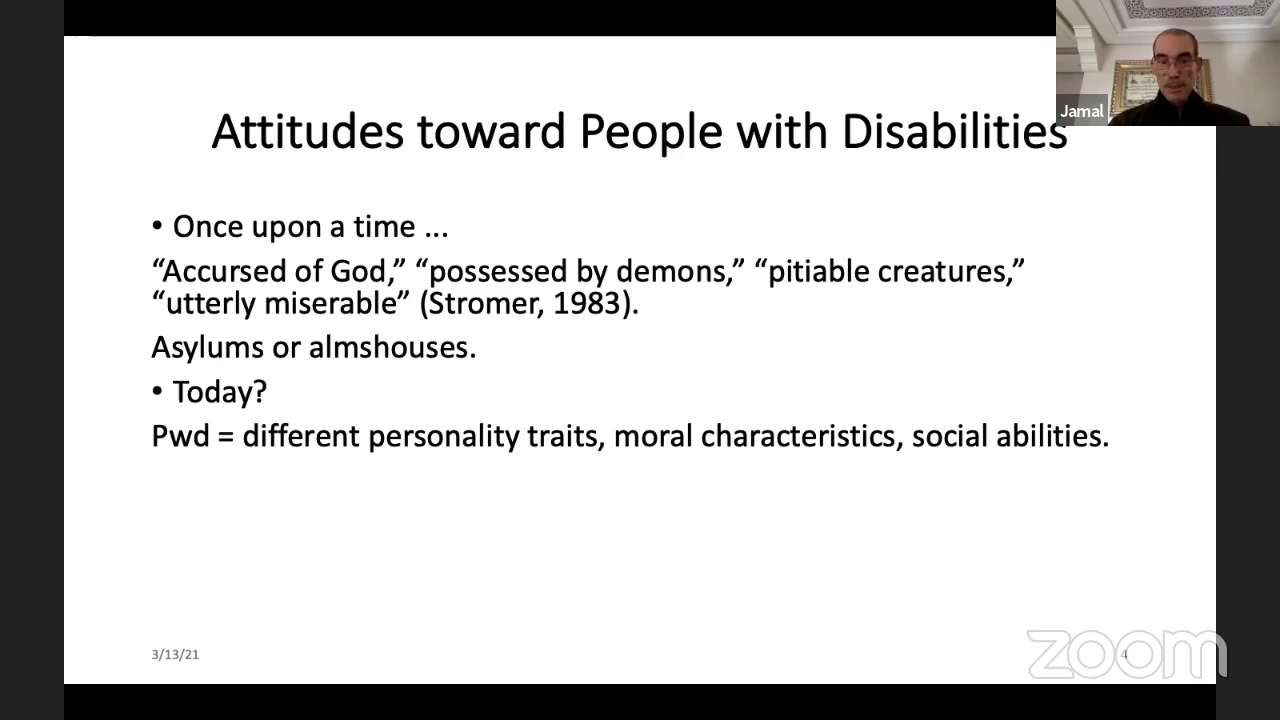 Attitudes toward People with Disabilities
Jamal
• Once upon a time ...
“Accursed of God,” “possessed by demons,” “pitiable creatures,”
“utterly miserable” (Stromer, 1983).
Asylums or almshouses.
• Today?
Pwd = different personality traits, moral characteristics, social abilities.
3/13/21
4
zoom